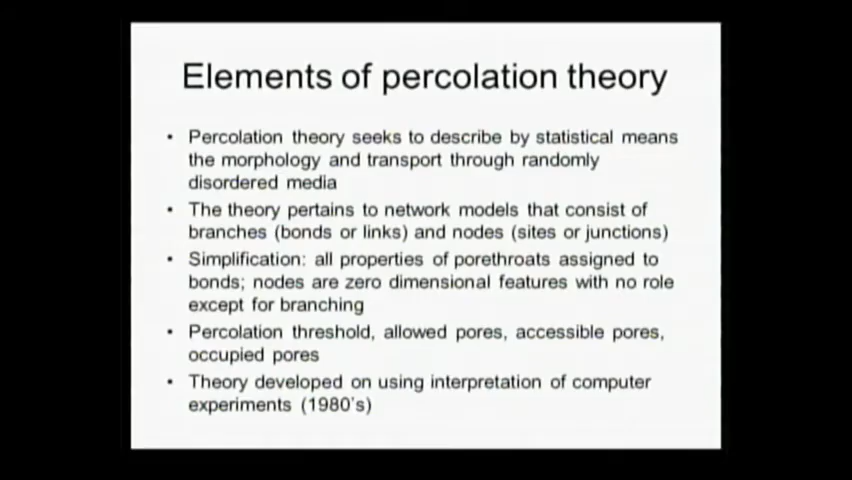 Elements of percolation theory
• Percolation theory seeks to describe by statistical means
the morphology and transport through randomly
disordered media
• The theory pertains to network models that consist of
branches (bonds or links) and nodes (sites or junctions)
• Simplification: all properties of porethroats assigned to
bonds; nodes are zero dimensional features with no role
except for branching
• Percolation threshold, allowed pores, accessible pores,
occupied pores
• Theory developed on using interpretation of computer
experiments (1980's)